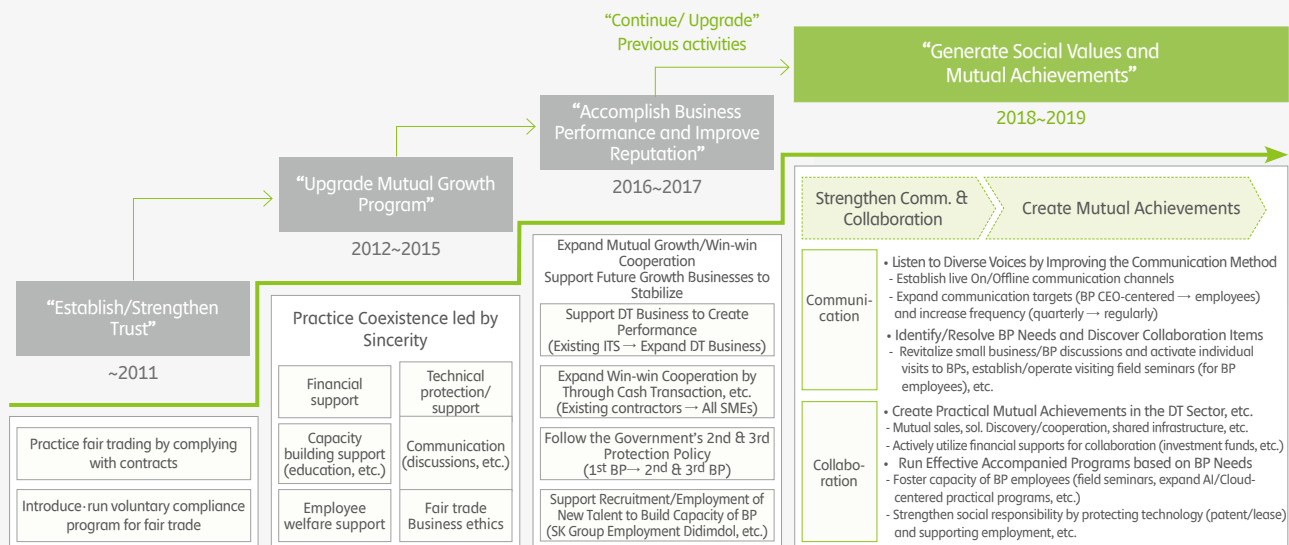 “Continue/ Upgrade”
Previous activities
“Generate Social Values and
Mutual Achievements”
2018~2019
“Accomplish Business
Performance and Improve
Reputation”
2016~2017
“Upgrade Mutual Growth
Program”
2012~2015
“Establish/Strengthen
Trust”
~2011
Practice fair trading by complying
with contracts
Introduce·run voluntary compliance
program for fair trade
Practice Coexistence led by
Sincerity
Financial
support
Technical
protection/
support
Capacity
building support
(education, etc.)
Communication
(discussions, etc.)
Employee
welfare support
Fair trade
Business ethics
Expand Mutual Growth/Win-win
Cooperation
Support Future Growth Businesses to
Stabilize
Support DT Business to Create
Performance
(Existing ITS → Expand DT Business)
Expand Win-win Cooperation by
Through Cash Transaction, etc.
(Existing contractors → All SMEs)
Follow the Government’s 2nd & 3rd
Protection Policy
(1st BP→ 2nd & 3rd BP)
Support Recruitment/Employment of
New Talent to Build Capacity of BP
(SK Group Employment Didimdol, etc.)
Strengthen Comm. &
Collaboration
Create Mutual Achievements
Communi-
cation
• Listen to Diverse Voices by Improving the Communication Method
- Establish live On/Offline communication channels
- Expand communication targets (BP CEO-centered → employees)
and increase frequency (quarterly → regularly)
• Identify/Resolve BP Needs and Discover Collaboration Items
- Revitalize small business/BP discussions and activate individual
visits to BPs, establish/operate visiting field seminars (for BP
employees), etc.
Collabo-
ration
• Create Practical Mutual Achievements in the DT Sector, etc.
- Mutual sales, sol. Discovery/cooperation, shared infrastructure, etc.
- Actively utilize financial supports for collaboration (investment funds, etc.)
• Run Effective Accompanied Programs based on BP Needs
- Foster capacity of BP employees (field seminars, expand AI/Cloud-
centered practical programs, etc.)
- Strengthen social responsibility by protecting technology (patent/lease)
and supporting employment, etc.